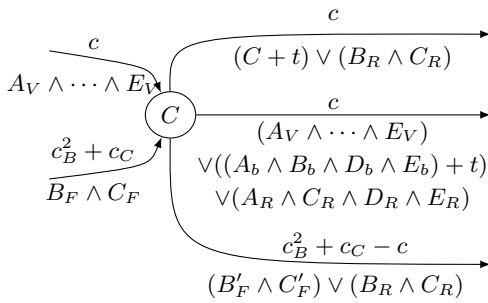 c
c
(C + t) ∨ (B_R ∧ C_R)
A_V ∧ ⋯ ∧ E_V
C
c
(A_V ∧ ⋯ ∧ E_V)
∨((A_b ∧ B_b ∧ D_b ∧ E_b) + t)
∨(A_R ∧ C_R ∧ D_R ∧ E_R)
c_B^2 + c_C
B_F ∧ C_F
c_B^2 + c_C − c
(B'_F ∧ C'_F) ∨ (B_R ∧ C_R)